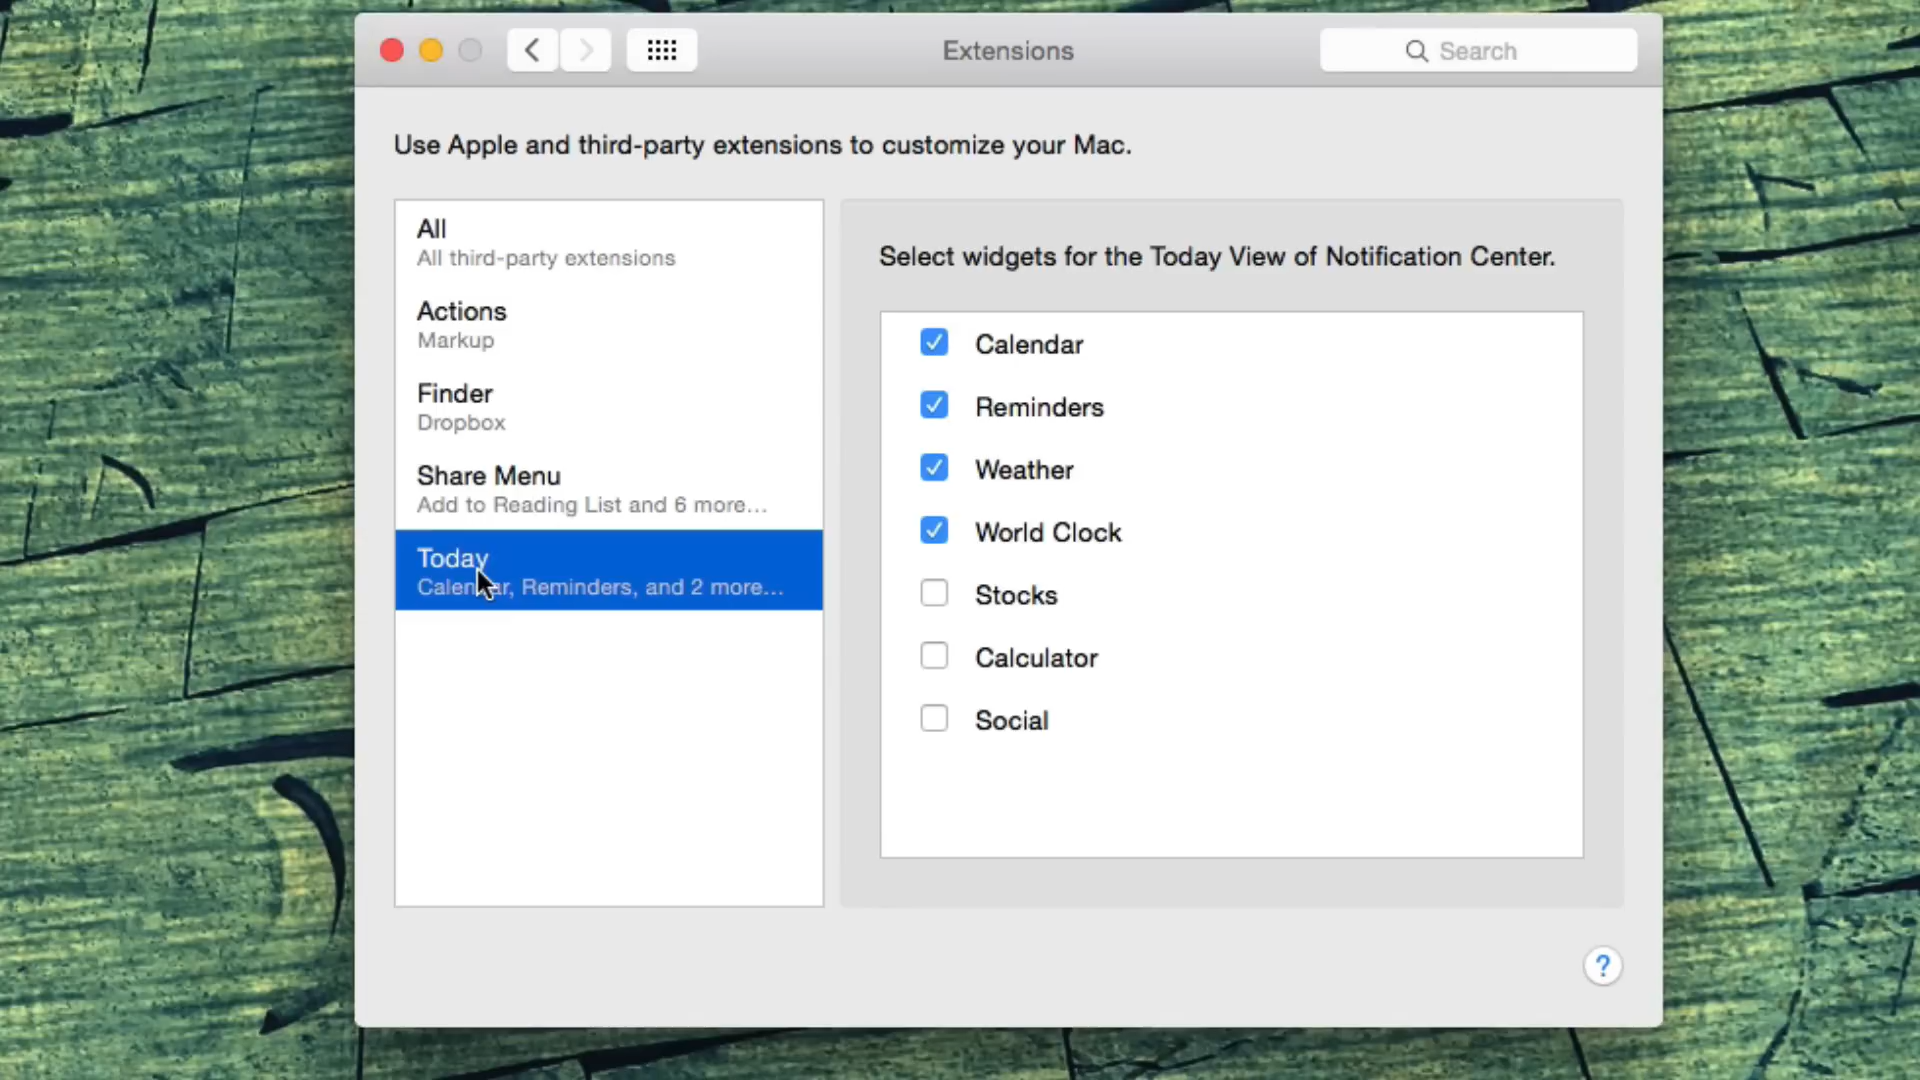 Extensions
Search
Use Apple and third-party extensions to customize your Mac.
All
All third-party extensions
Actions
Markup
Finder
Dropbox
Share Menu
Add to Reading List and 6 more...
Today
Calendar, Reminders, and 2 more...
Select widgets for the Today View of Notification Center.
Calendar
Reminders
Weather
World Clock
Stocks
Calculator
Social
?